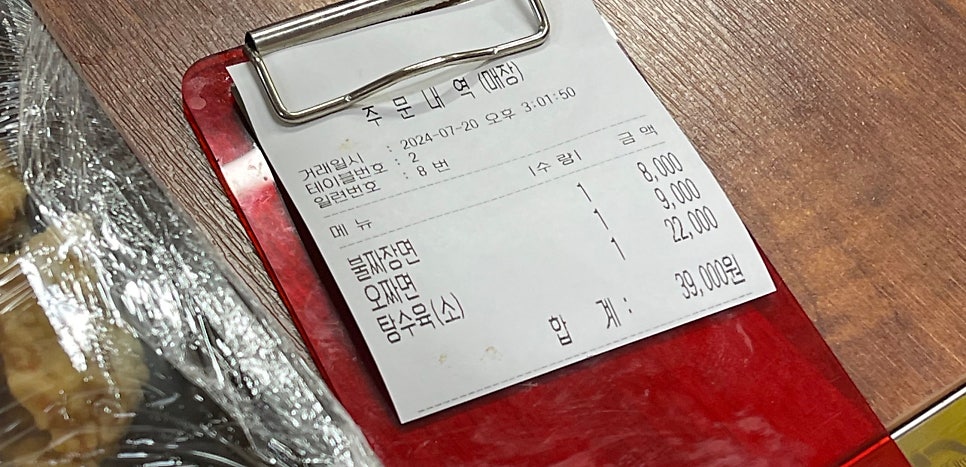 주 문 내 역 (매장)
거래일시 : 2024-07-20 오후 3:01:50
테이블번호 : 2
일련번호 : 8 번
메 뉴 |수 량| 금 액
불짜장면 1 8,000
오짜면 1 9,000
탕수육(소) 1 22,000
합 계 : 39,000원